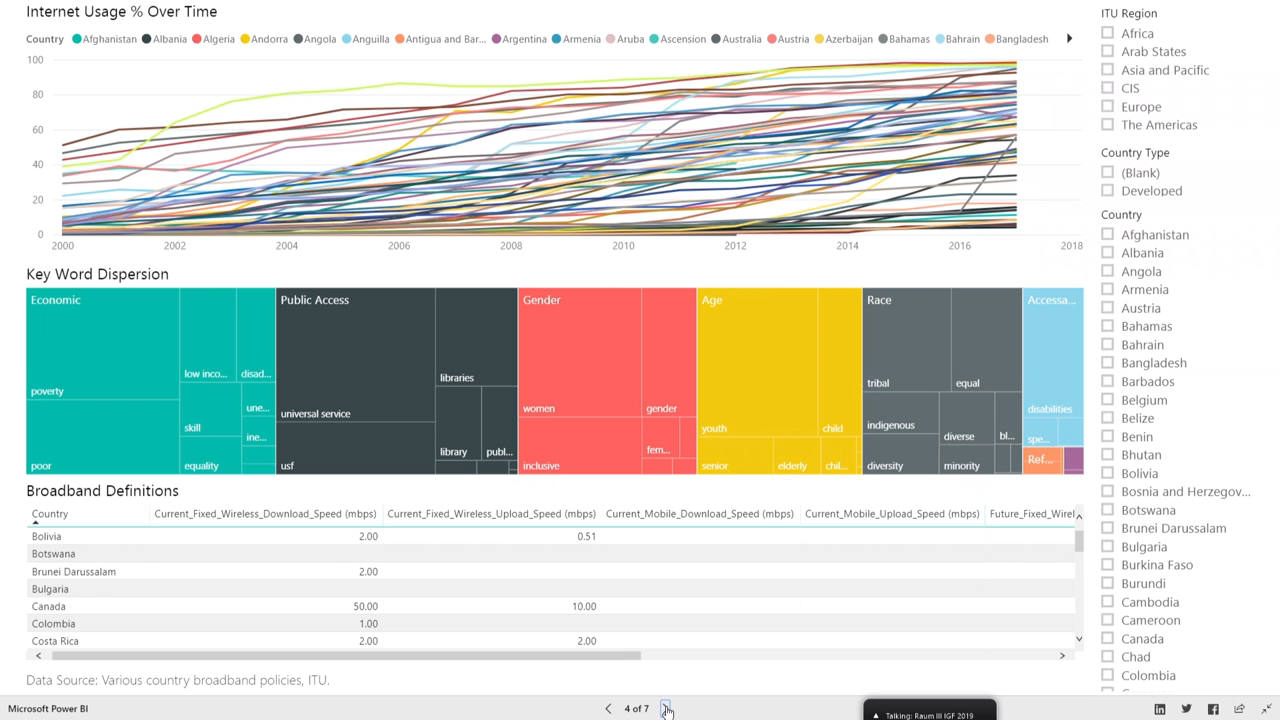 Internet Usage % Over Time
Country Afghanistan Albania Algeria Andorra Angola Anguilla Antigua and Bar... Argentina Armenia Aruba Ascension Australia Austria Azerbaijan Bahamas Bahrain Bangladesh
100
80
60
40
20
0
2000 2002 2004 2006 2008 2010 2012 2014 2016 2018
Key Word Dispersion
Economic
poverty
poor
low inco...
disad...
skill
une...
ine...
equality
Public Access
universal service
usf
libraries
library
publ...
Gender
women
gender
inclusive
fem...
Age
youth
child
senior
elderly
chil...
Race
tribal
equal
indigenous
diverse
bl...
diversity
minority
Accessa...
disabilities
spe...
Ref...
Broadband Definitions
Country Current_Fixed_Wireless_Download_Speed (mbps) Current_Fixed_Wireless_Upload_Speed (mbps) Current_Mobile_Download_Speed (mbps) Current_Mobile_Upload_Speed (mbps) Future_Fixed_Wirel
Bolivia 2.00 0.51
Botswana
Brunei Darussalam 2.00
Bulgaria
Canada 50.00 10.00
Colombia 1.00
Costa Rica 2.00 2.00
Data Source: Various country broadband policies, ITU.
ITU Region
Africa
Arab States
Asia and Pacific
CIS
Europe
The Americas
Country Type
(Blank)
Developed
Country
Afghanistan
Albania
Angola
Armenia
Austria
Bahamas
Bahrain
Bangladesh
Barbados
Belgium
Belize
Benin
Bhutan
Bolivia
Bosnia and Herzegov...
Botswana
Brunei Darussalam
Bulgaria
Burkina Faso
Burundi
Cambodia
Cameroon
Canada
Chad
Colombia
Microsoft Power BI
4 of 7
Talking: Raum III IGF 2019